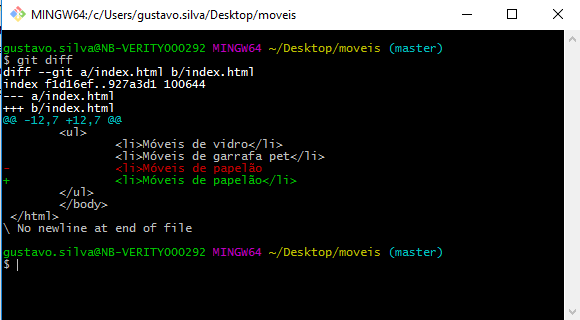 MINGW64:/c/Users/gustavo.silva/Desktop/moveis
gustavo.silva@NB-VERITY000292 MINGW64 ~/Desktop/moveis (master)
$ git diff
diff --git a/index.html b/index.html
index f1d16ef..927a3d1 100644
--- a/index.html
+++ b/index.html
@@ -12,7 +12,7 @@
        <ul>
                <li>Móveis de vidro</li>
                <li>Móveis de garrafa pet</li>
-               <li>Móveis de papelão
+               <li>Móveis de papelão</li>
        </ul>
        </body>
 </html>
\ No newline at end of file
gustavo.silva@NB-VERITY000292 MINGW64 ~/Desktop/moveis (master)
$